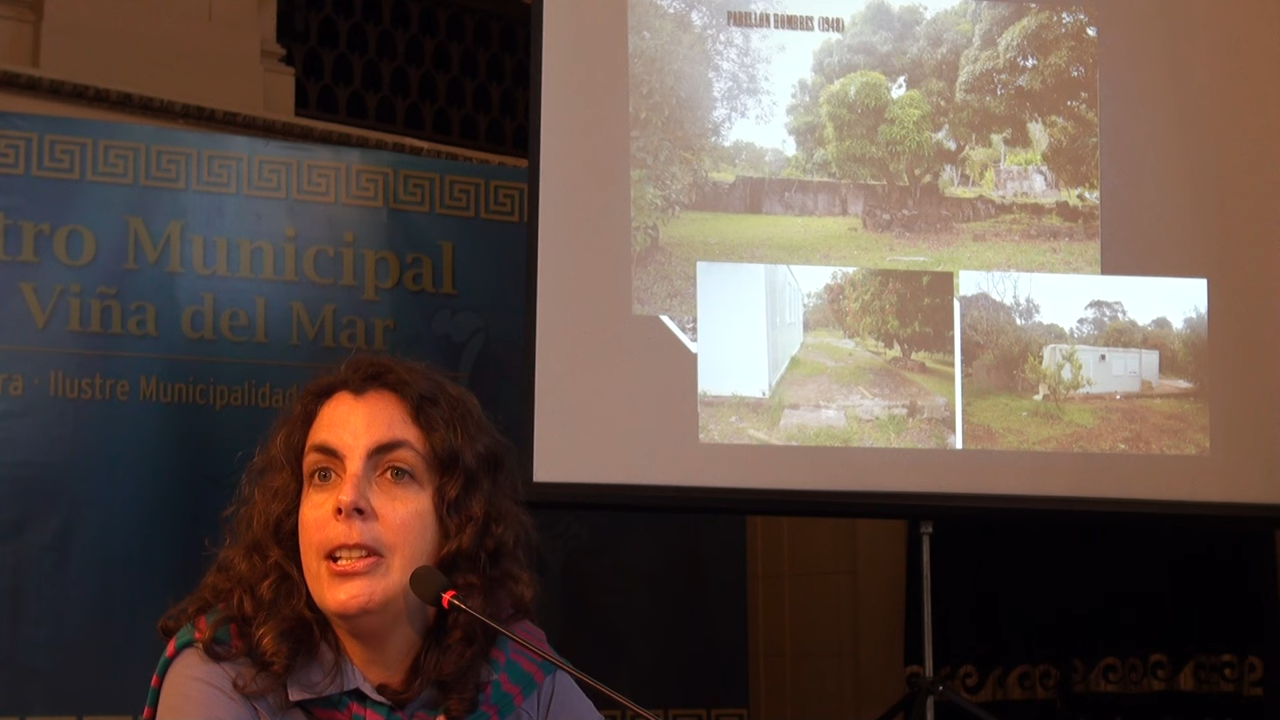 tro Municipal
Viña del Mar
ra · Ilustre Municipalidad
PABELLON HOMBRES (1948)